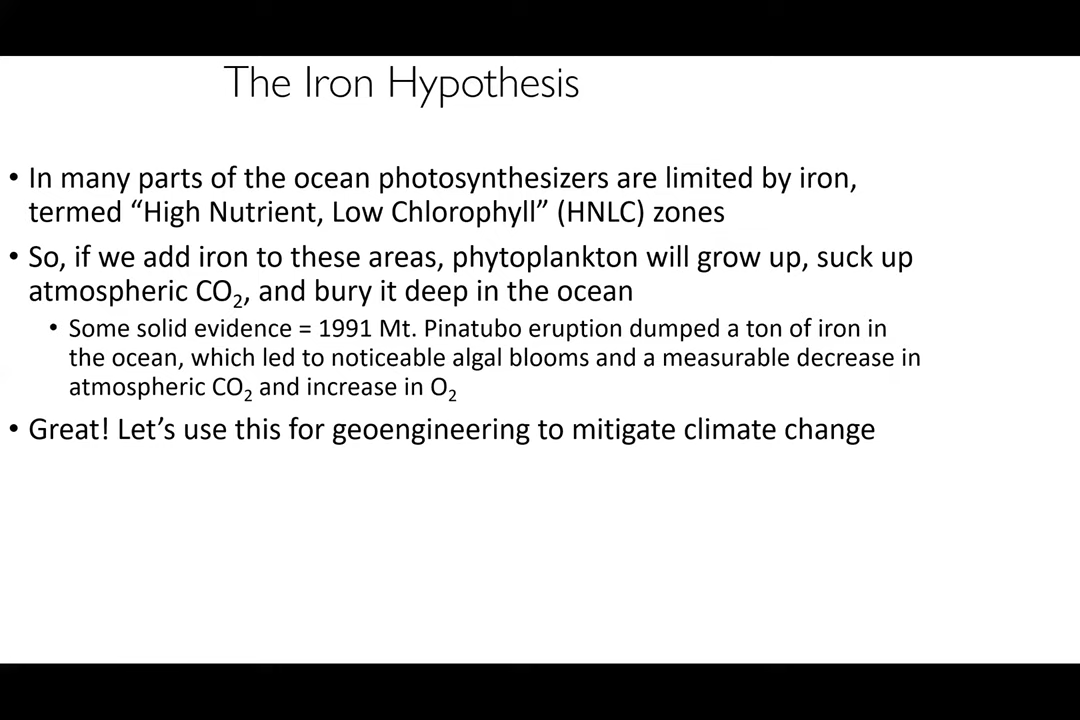 The Iron Hypothesis
• In many parts of the ocean photosynthesizers are limited by iron,
termed “High Nutrient, Low Chlorophyll” (HNLC) zones
• So, if we add iron to these areas, phytoplankton will grow up, suck up
atmospheric CO₂, and bury it deep in the ocean
• Some solid evidence = 1991 Mt. Pinatubo eruption dumped a ton of iron in
the ocean, which led to noticeable algal blooms and a measurable decrease in
atmospheric CO₂ and increase in O₂
• Great! Let’s use this for geoengineering to mitigate climate change